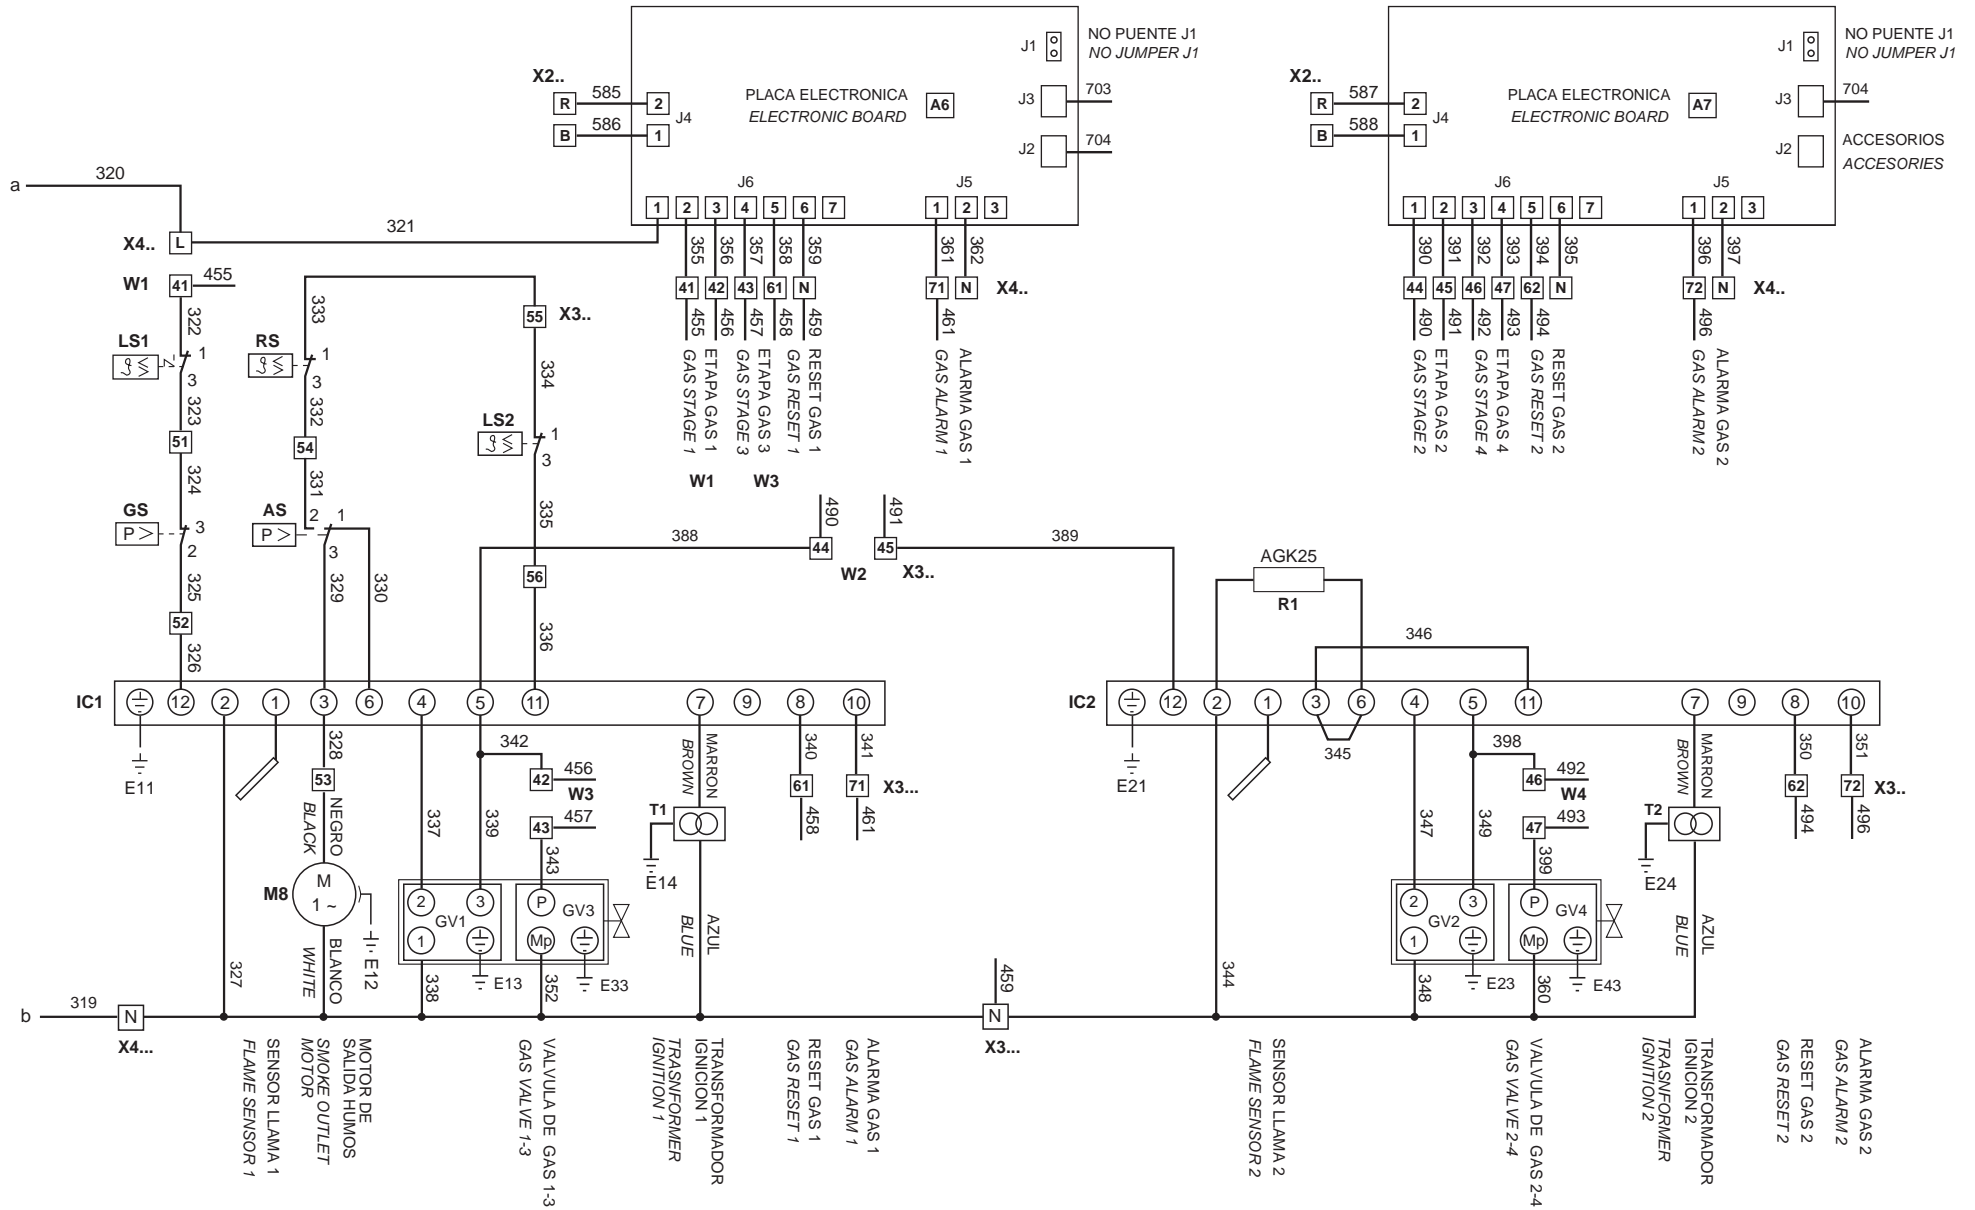 NO PUENTE J1
NO JUMPER J1
J1
X2..
R
585
2
J4
B
586
1
PLACA ELECTRONICA
ELECTRONIC BOARD
A6
J3
703
J2
704
J6
1
2
3
4
5
6
7
J5
1
2
3
NO PUENTE J1
NO JUMPER J1
J1
X2..
R
587
2
J4
B
588
1
PLACA ELECTRONICA
ELECTRONIC BOARD
A7
J3
704
J2
ACCESORIOS
ACCESORIES
J6
1
2
3
4
5
6
7
J5
1
2
3
a
320
X4..
L
321
355
356
357
358
359
361
362
41
42
43
61
N
71
N
X4..
455
456
457
458
459
461
GAS STAGE 1
ETAPA GAS 1
GAS STAGE 3
ETAPA GAS 3
GAS RESET 1
RESET GAS 1
GAS ALARM 1
ALARMA GAS 1
W1
W3
390
391
392
393
394
395
396
397
44
45
46
47
62
N
72
N
X4..
490
491
492
493
494
496
GAS STAGE 2
ETAPA GAS 2
GAS STAGE 4
ETAPA GAS 4
GAS RESET 2
RESET GAS 2
GAS ALARM 2
ALARMA GAS 2
W1
41
455
322
LS1
1
3
323
51
324
GS
P >
3
2
325
52
326
333
RS
1
3
332
54
331
AS
P >
2
1
3
329
330
55
X3..
334
LS2
1
3
335
56
336
388
490
44
W2
491
45
X3..
389
AGK25
R1
346
IC1
12
2
1
3
6
4
5
11
7
9
8
10
IC2
12
2
1
3
6
4
5
11
7
9
8
10
E11
328
53
NEGRO
BLACK
M8
M
1 ~
E12
BLANCO
WHITE
327
337
339
342
42
456
W3
43
457
343
2
3
GV1
1
P
GV3
Mp
E13
E33
338
352
MARRON
BROWN
T1
E14
AZUL
BLUE
340
61
458
341
71
461
X3...
E21
345
344
347
349
398
46
492
W4
47
493
399
2
3
GV2
1
P
GV4
Mp
E23
E43
348
360
MARRON
BROWN
T2
E24
AZUL
BLUE
350
62
494
351
72
496
X3..
b
319
N
X4...
459
N
X3...
SENSOR LLAMA 1
FLAME SENSOR 1
MOTOR DE
SALIDA HUMOS
SMOKE OUTLET
MOTOR
VALVULA DE GAS 1-3
GAS VALVE 1-3
TRANSFORMADOR
IGNICION 1
TRASNFORMER
IGNITION 1
RESET GAS 1
GAS RESET 1
ALARMA GAS 1
GAS ALARM 1
SENSOR LLAMA 2
FLAME SENSOR 2
VALVULA DE GAS 2-4
GAS VALVE 2-4
TRANSFORMADOR
IGNICION 2
TRASNFORMER
IGNITION 2
RESET GAS 2
GAS RESET 2
ALARMA GAS 2
GAS ALARM 2